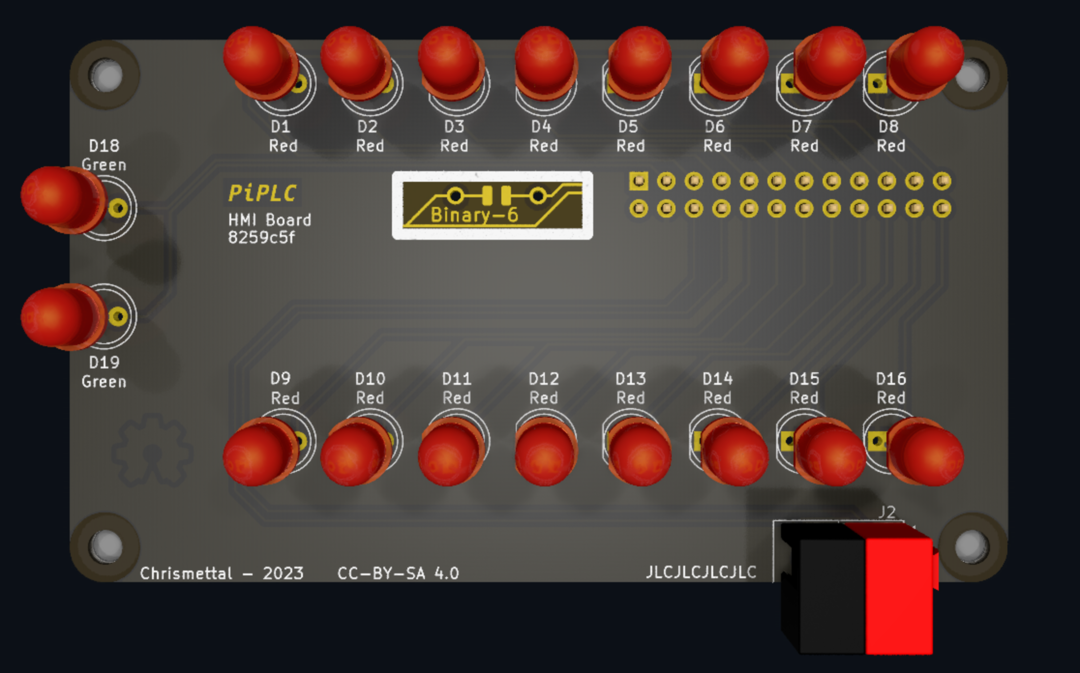 D1
Red
D2
Red
D3
Red
D4
Red
D5
Red
D6
Red
D7
Red
D8
Red
D18
Green
PiPLC
HMI Board
8259c5f
Binary-6
D19
Green
D9
Red
D10
Red
D11
Red
D12
Red
D13
Red
D14
Red
D15
Red
D16
Red
J2
Chrismettal - 2023
CC-BY-SA 4.0
JLCJLCJLCJLC